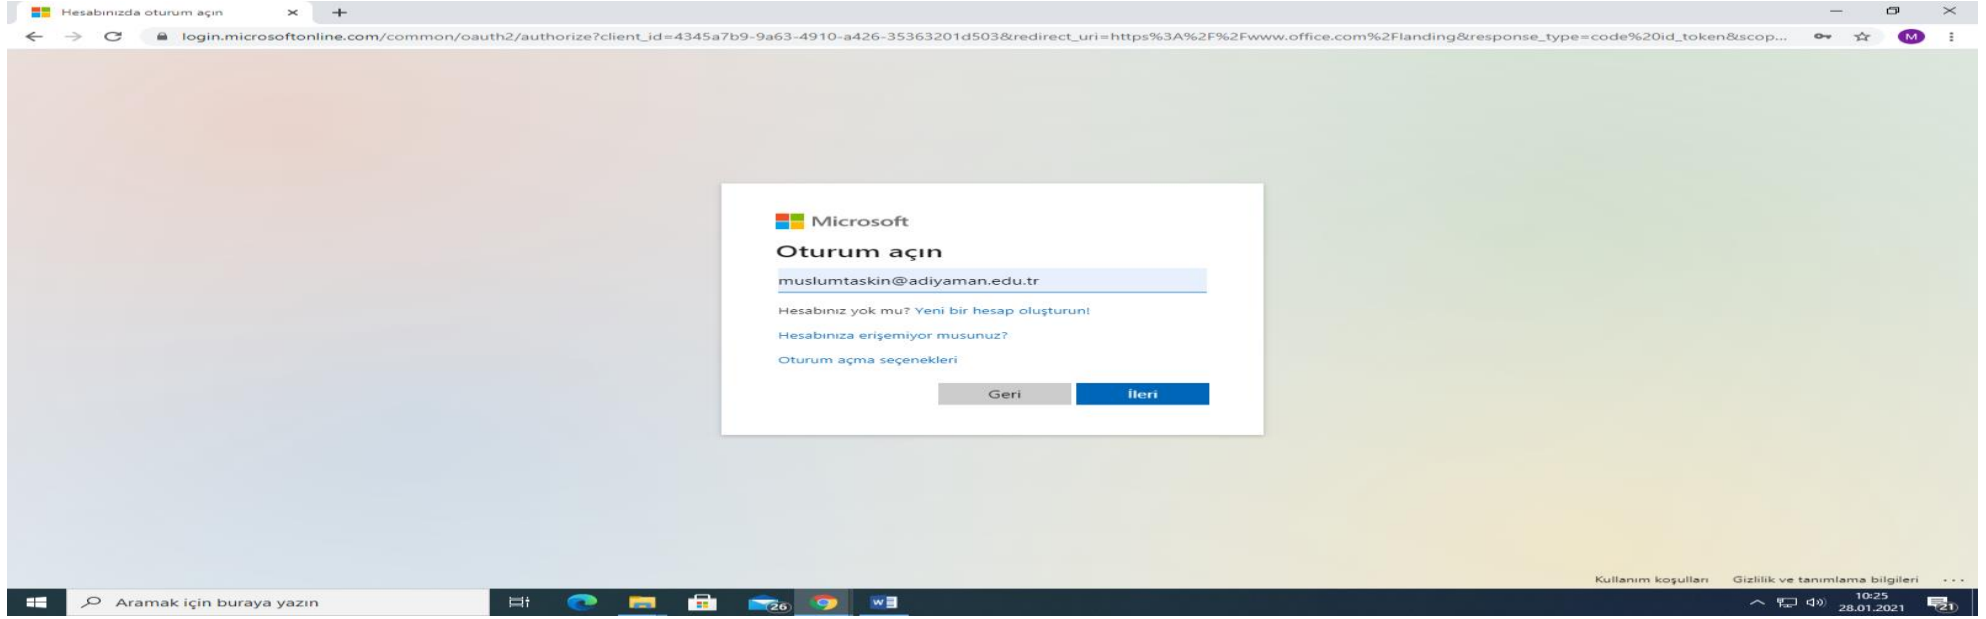 Hesabınızda oturum açın
login.microsoftonline.com/common/oauth2/authorize?client_id=4345a7b9-9a63-4910-a426-35363201d503&redirect_uri=https%3A%2F%2Fwww.office.com%2Flanding&response_type=code%20id_token&scop...
M
Microsoft
Oturum açın
muslumtaskin@adiyaman.edu.tr
Hesabınız yok mu? Yeni bir hesap oluşturun!
Hesabınıza erişemiyor musunuz?
Oturum açma seçenekleri
Geri İleri
Kullanım koşulları Gizlilik ve tanımlama bilgileri ...
Aramak için buraya yazın
26
W
10:25
28.01.2021
21